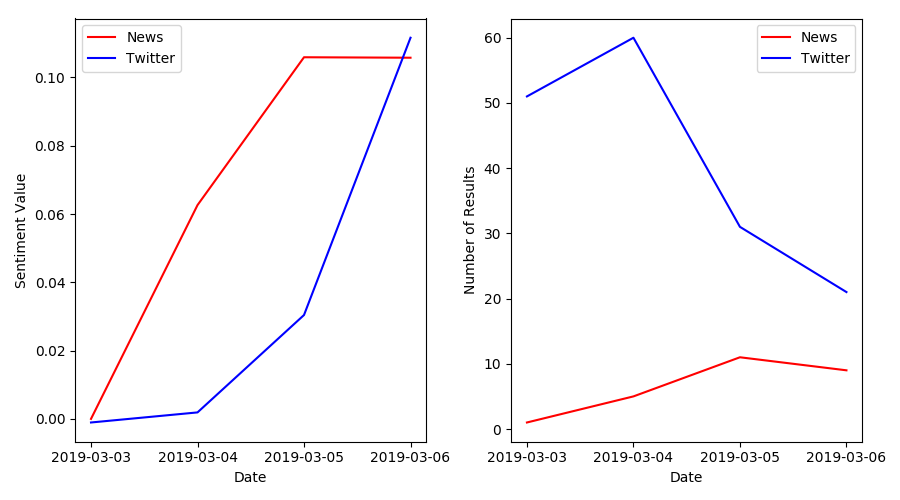 News
Twitter
0.10
0.08
0.06
0.04
0.02
0.00
Sentiment Value
2019-03-03 2019-03-04 2019-03-05 2019-03-06
Date
News
Twitter
60
50
40
30
20
10
0
Number of Results
2019-03-03 2019-03-04 2019-03-05 2019-03-06
Date